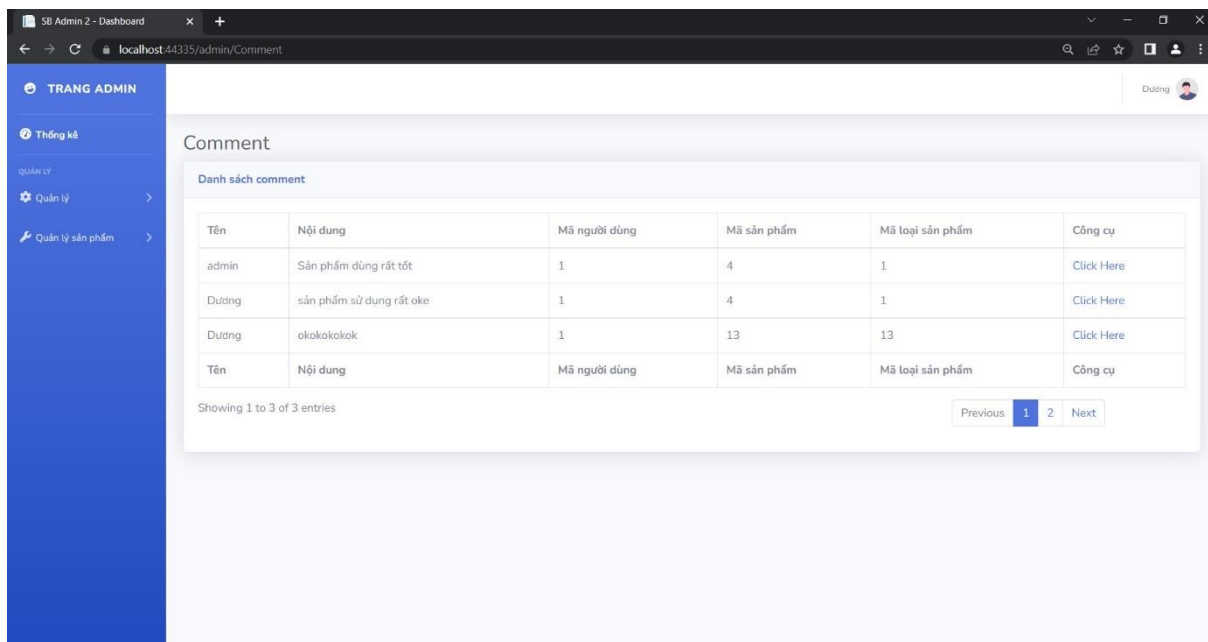 SB Admin 2 - Dashboard
localhost:44335/admin/Comment
TRANG ADMIN
Dương
Thống kê
QUẢN LÝ
Quản lý
Quản lý sản phẩm
Comment
Danh sách comment
Tên Nội dung Mã người dùng Mã sản phẩm Mã loại sản phẩm Công cụ
admin Sản phẩm dùng rất tốt 1 4 1 Click Here
Dương sản phẩm sử dụng rất oke 1 4 1 Click Here
Dương okokokokok 1 13 13 Click Here
Tên Nội dung Mã người dùng Mã sản phẩm Mã loại sản phẩm Công cụ
Showing 1 to 3 of 3 entries
Previous 1 2 Next